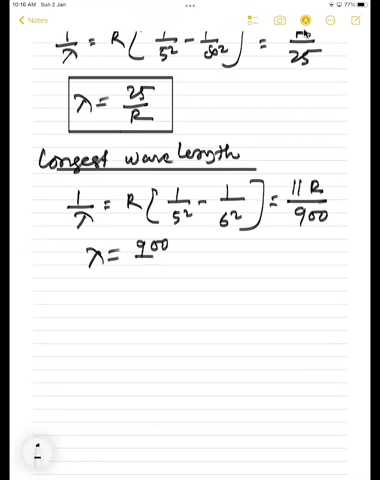 10:16 AM Sun 2 Jan
77%
Notes
1/λ = R ( 1/5² - 1/∞² ) = R/25
λ = 25/R
Longest wave length
1/λ = R [ 1/5² - 1/6² ] = 11 R/900
λ = 900